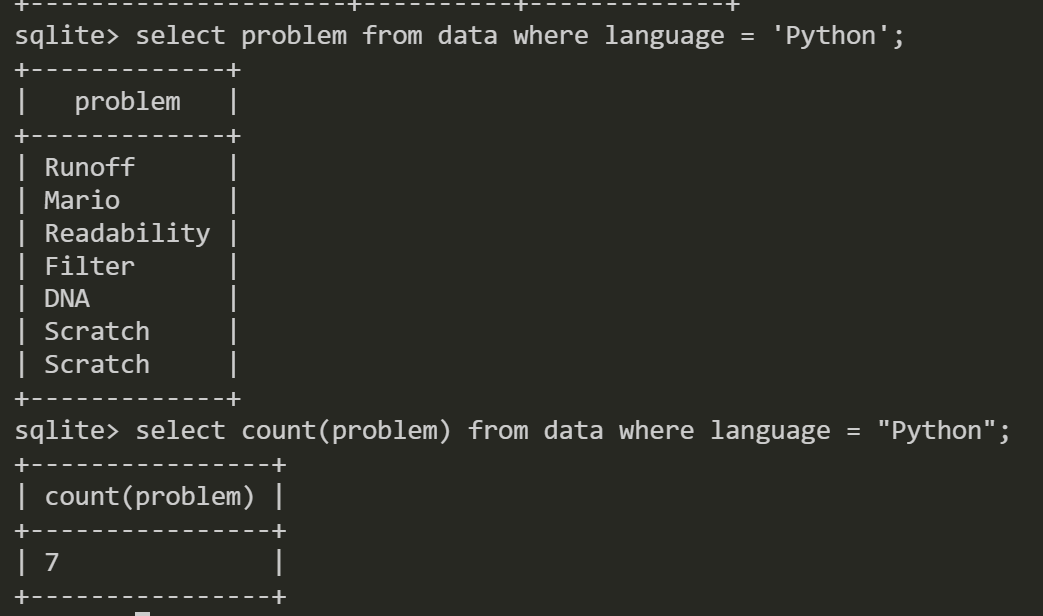 +----------------------+----------+-------------+
sqlite> select problem from data where language = 'Python';
+-------------+
|   problem   |
+-------------+
| Runoff      |
| Mario       |
| Readability |
| Filter      |
| DNA         |
| Scratch     |
| Scratch     |
+-------------+
sqlite> select count(problem) from data where language = "Python";
+----------------+
| count(problem) |
+----------------+
| 7              |
+----------------+